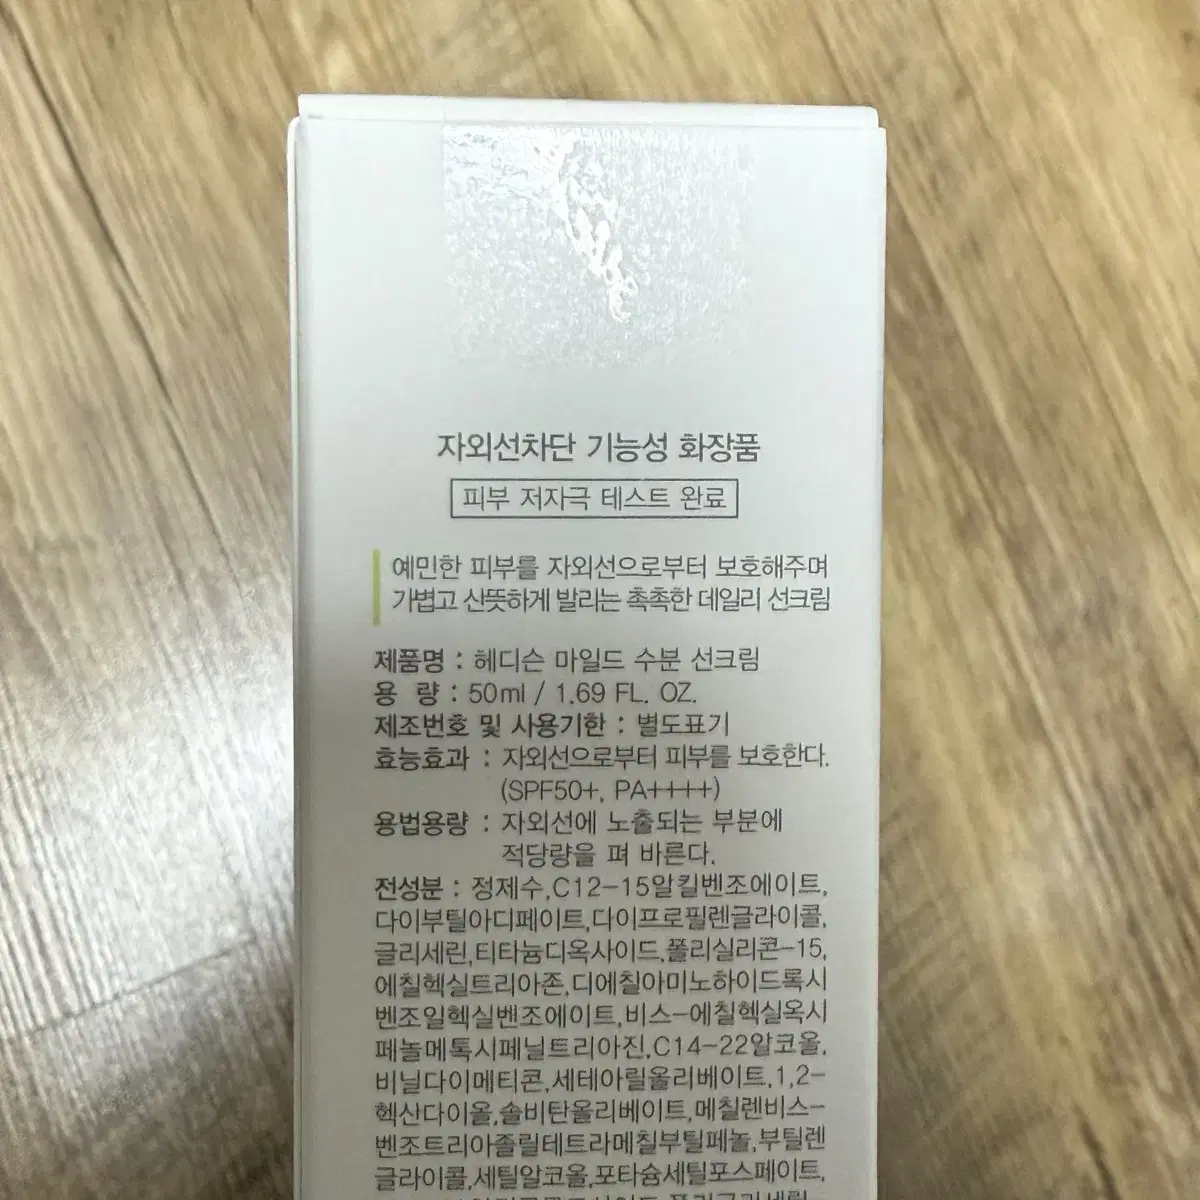 자외선차단 기능성 화장품
피부 저자극 테스트 완료
예민한 피부를 자외선으로부터 보호해주며
가볍고 산뜻하게 발리는 촉촉한 데일리 선크림
제품명 : 헤디슨 마일드 수분 선크림
용 량 : 50ml / 1.69 FL. OZ.
제조번호 및 사용기한 : 별도표기
효능효과 : 자외선으로부터 피부를 보호한다.
(SPF50+, PA++++)
용법용량 : 자외선에 노출되는 부분에
적당량을 펴 바른다.
전성분 : 정제수,C12-15알킬벤조에이트,
다이부틸아디페이트,다이프로필렌글라이콜,
글리세린,티타늄디옥사이드,폴리실리콘-15,
에칠헥실트리아존,디에칠아미노하이드록시
벤조일헥실벤조에이트,비스-에칠헥실옥시
페놀메톡시페닐트리아진,C14-22알코올,
비닐다이메티콘,세테아릴올리베이트,1,2-
헥산다이올,솔비탄올리베이트,메칠렌비스-
벤조트리아졸릴테트라메칠부틸페놀,부틸렌
글라이콜,세틸알코올,포타슘세틸포스페이트,